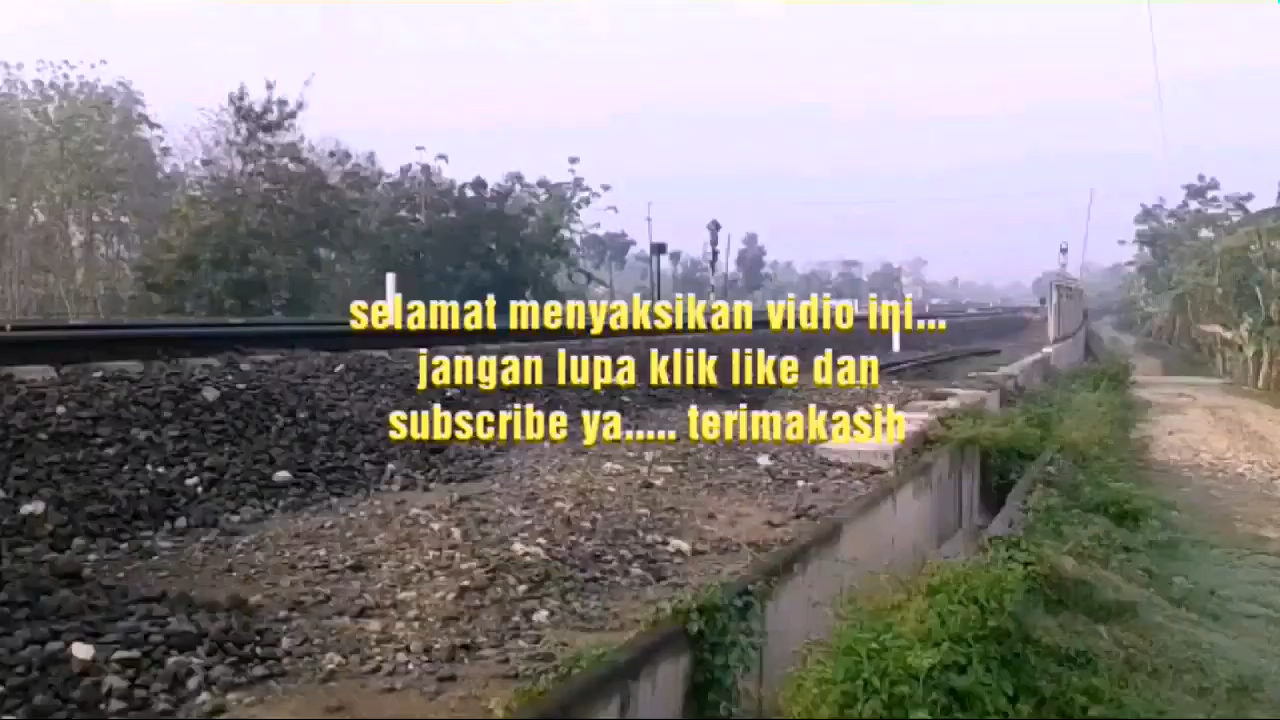 selamat menyaksikan vidio ini...
jangan lupa klik like dan
subscribe ya..... terimakasih